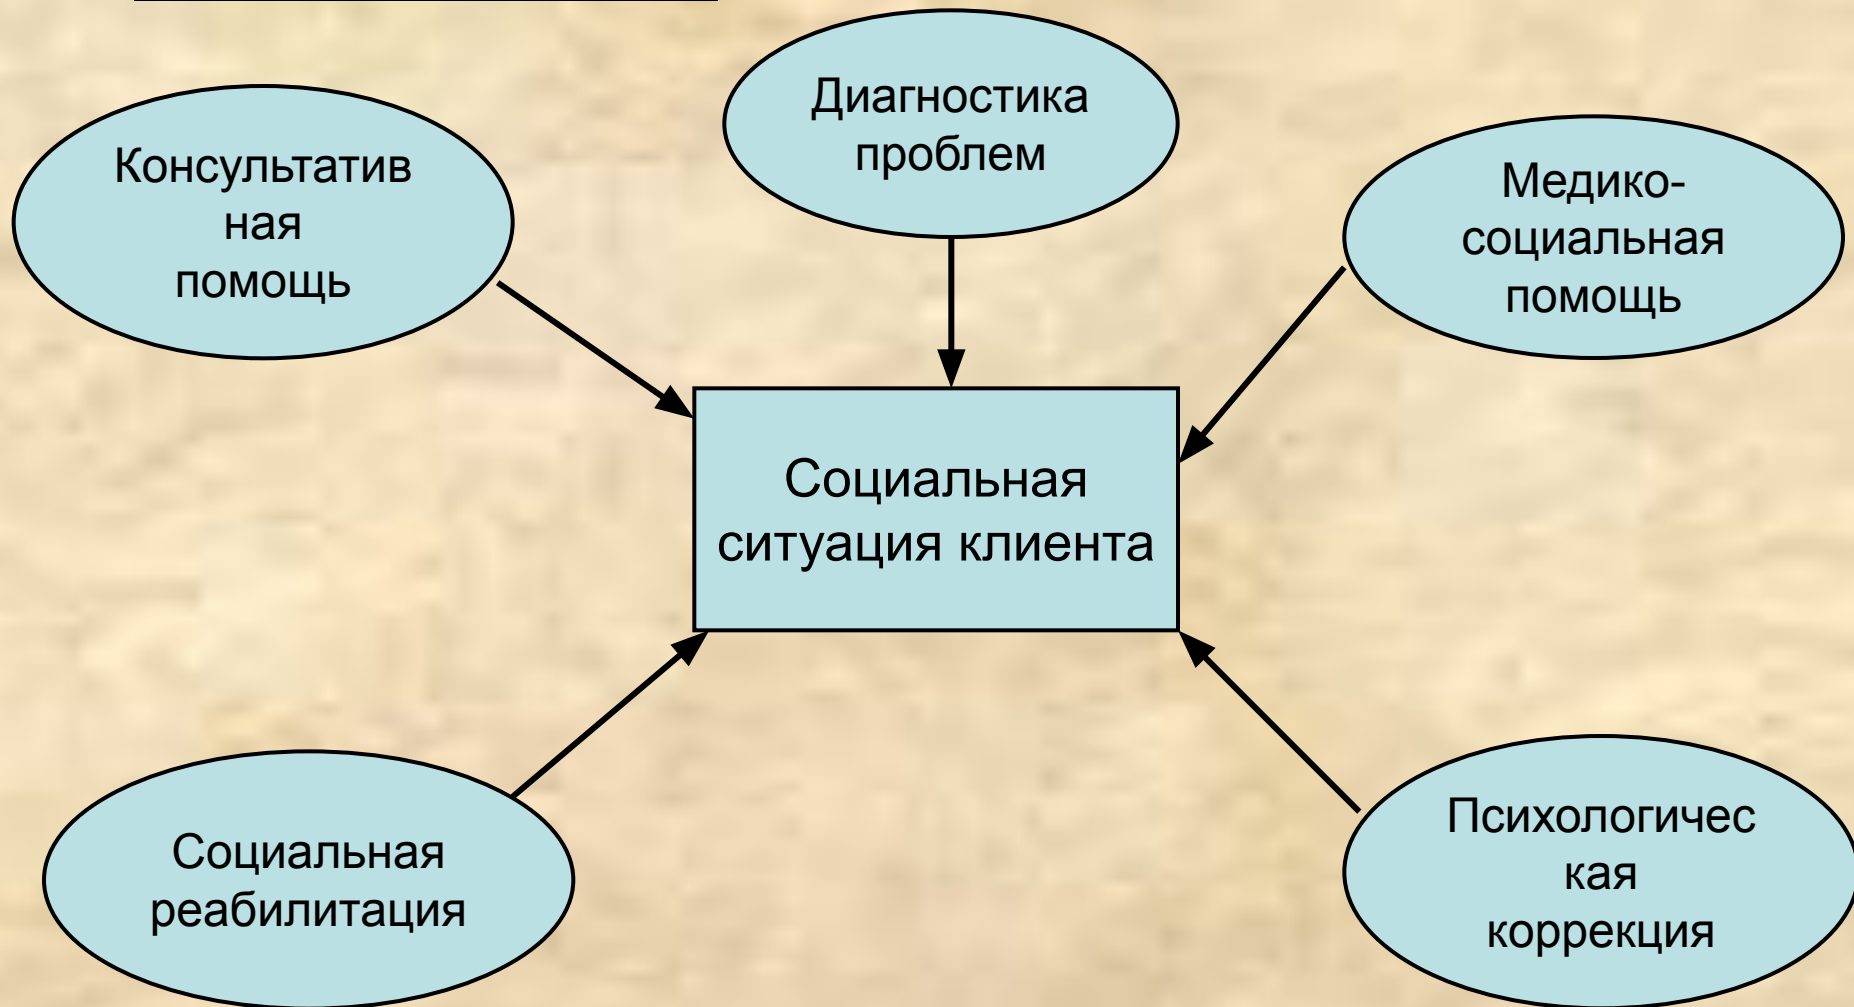 Диагностика
проблем
Консультатив
ная
помощь
Медико-
социальная
помощь
Социальная
ситуация клиента
Социальная
реабилитация
Психологичес
кая
коррекция